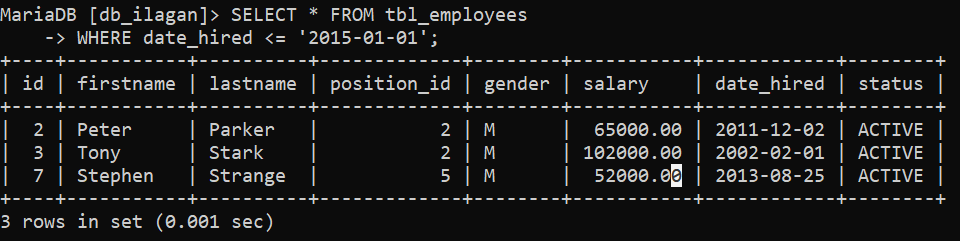 MariaDB [db_ilagan]> SELECT * FROM tbl_employees
    -> WHERE date_hired <= '2015-01-01';
+----+-----------+----------+-------------+--------+-----------+------------+--------+
| id | firstname | lastname | position_id | gender | salary    | date_hired | status |
+----+-----------+----------+-------------+--------+-----------+------------+--------+
|  2 | Peter     | Parker   |           2 | M      |  65000.00 | 2011-12-02 | ACTIVE |
|  3 | Tony      | Stark    |           2 | M      | 102000.00 | 2002-02-01 | ACTIVE |
|  7 | Stephen   | Strange  |           5 | M      |  52000.00 | 2013-08-25 | ACTIVE |
+----+-----------+----------+-------------+--------+-----------+------------+--------+
3 rows in set (0.001 sec)